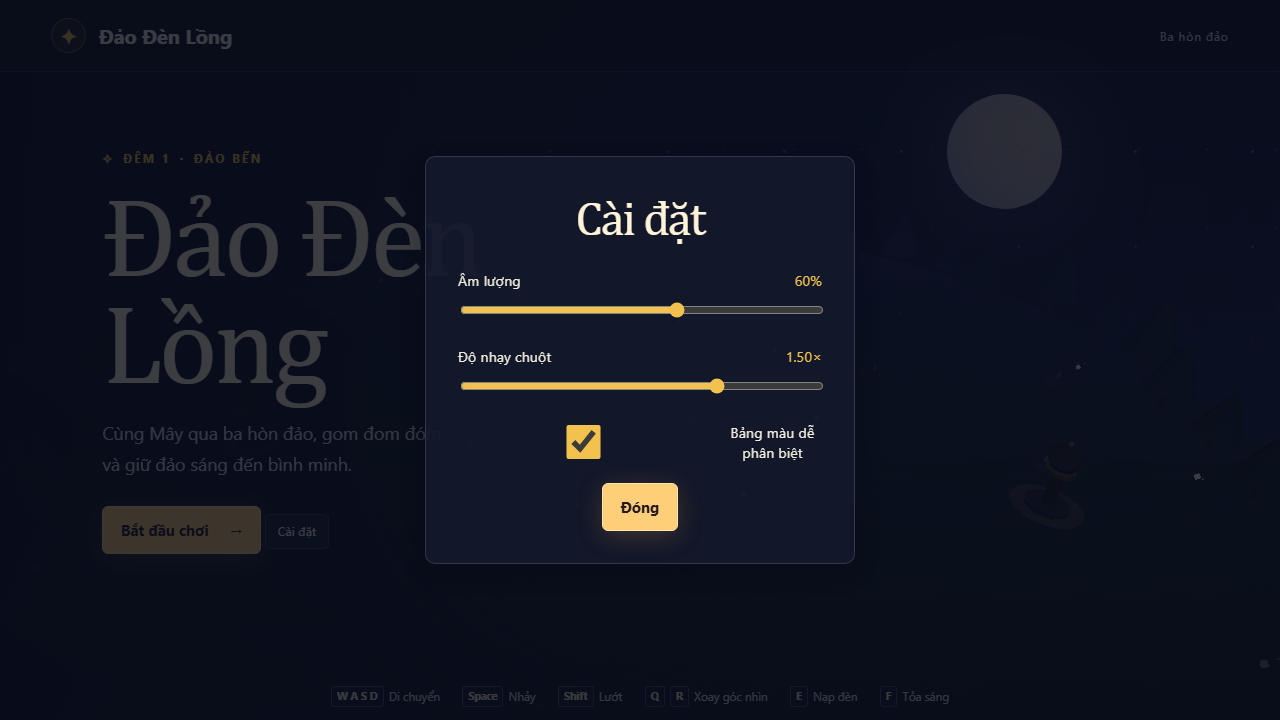 Đảo Đèn Lồng
Ba hòn đảo
ĐÊM 1 · ĐẢO BẾN
Đảo Đèn
Lồng
Cùng Mây qua ba hòn đảo, gom đom đóm
và giữ đảo sáng đến bình minh.
Bắt đầu chơi →
Cài đặt
Cài đặt
Âm lượng 60%
Độ nhạy chuột 1.50×
Bảng màu dễ
phân biệt
Đóng
WASD Di chuyển Space Nhảy Shift Lướt Q R Xoay góc nhìn E Nạp đèn F Tỏa sáng